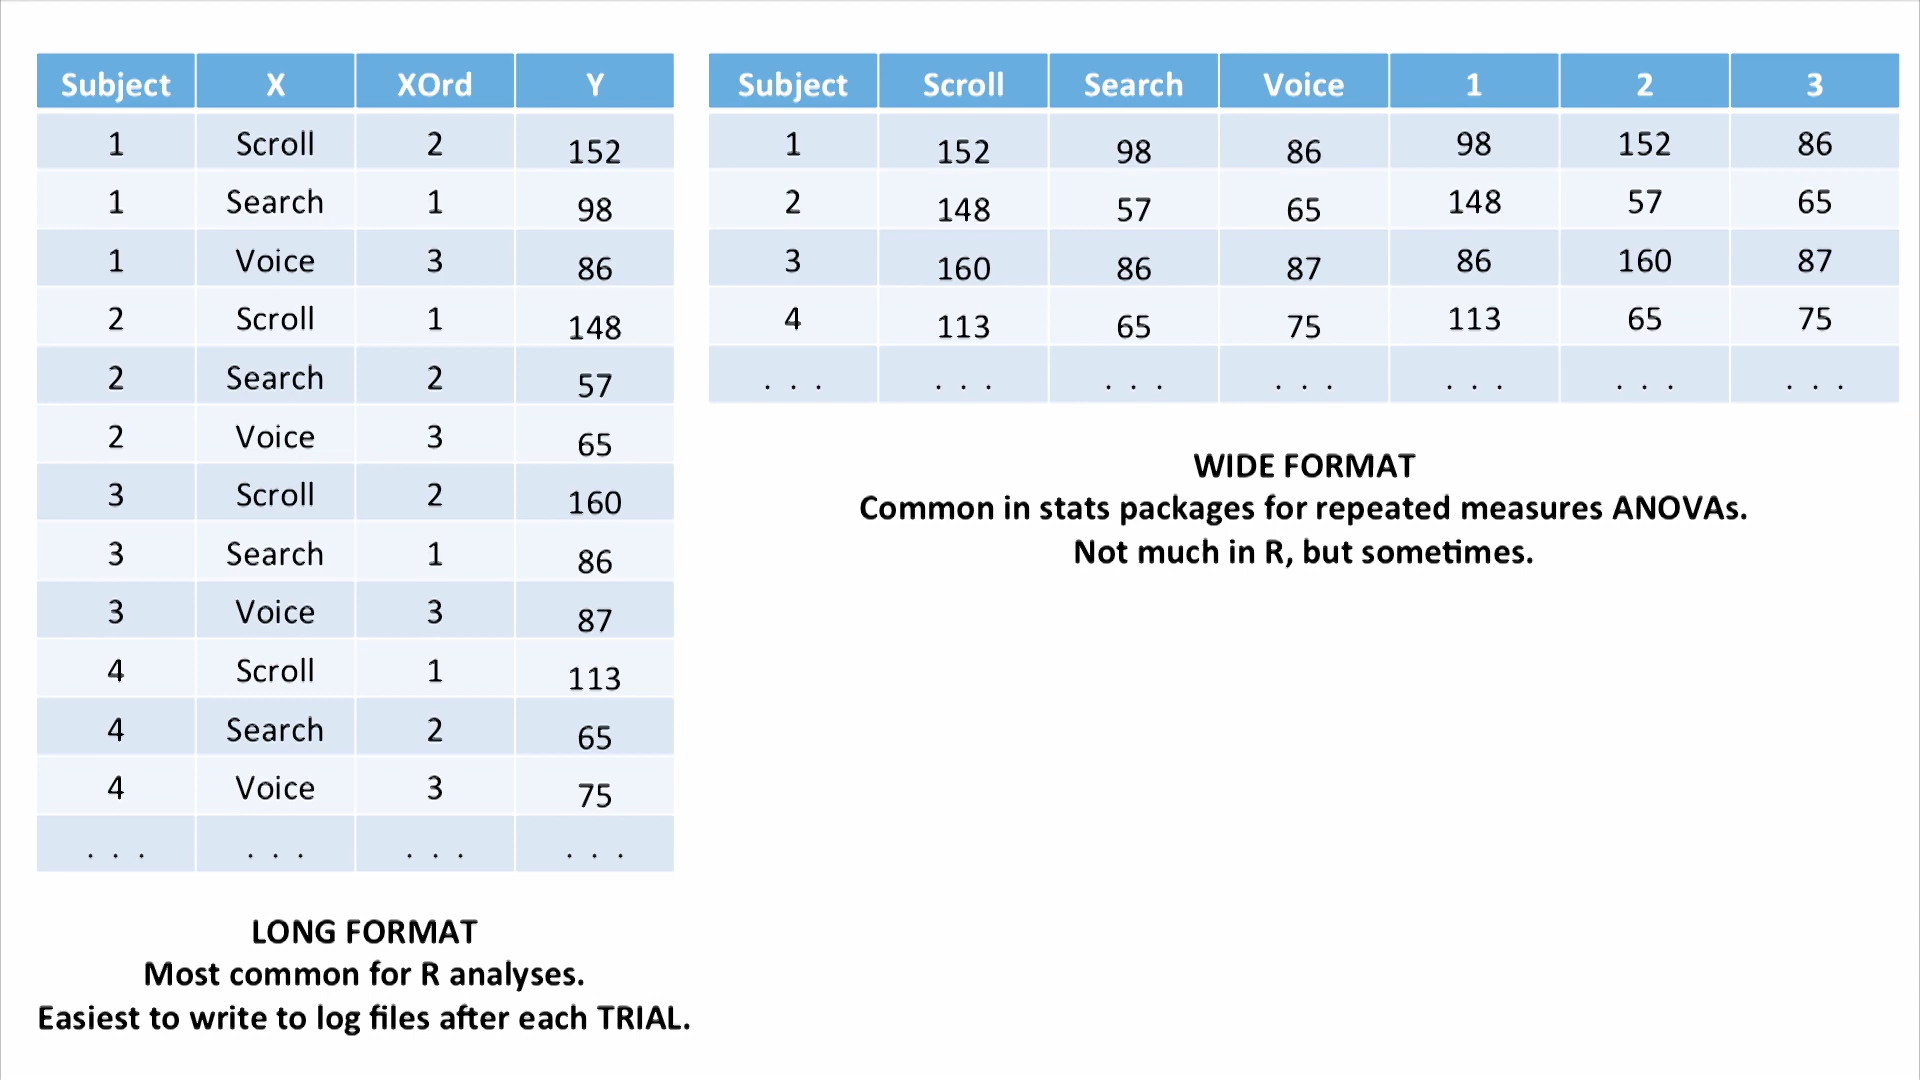 Subject X XOrd Y
1 Scroll 2 152
1 Search 1 98
1 Voice 3 86
2 Scroll 1 148
2 Search 2 57
2 Voice 3 65
3 Scroll 2 160
3 Search 1 86
3 Voice 3 87
4 Scroll 1 113
4 Search 2 65
4 Voice 3 75
. . . . . . . . . . . .
LONG FORMAT
Most common for R analyses.
Easiest to write to log files after each TRIAL.
Subject Scroll Search Voice 1 2 3
1 152 98 86 98 152 86
2 148 57 65 148 57 65
3 160 86 87 86 160 87
4 113 65 75 113 65 75
. . . . . . . . . . . . . . . . . . . . .
WIDE FORMAT
Common in stats packages for repeated measures ANOVAs.
Not much in R, but sometimes.